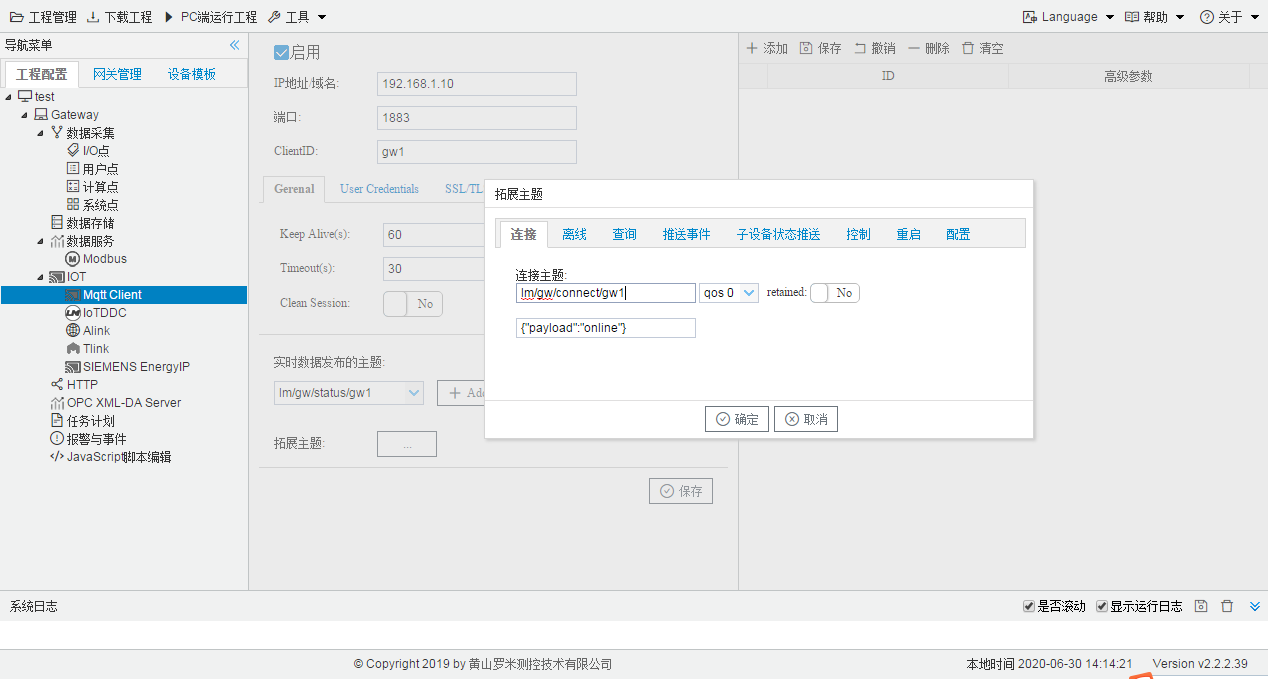 工程管理 下载工程 PC端运行工程 工具 Language 帮助 关于
导航菜单
工程配置 网关管理 设备模板
test
Gateway
数据采集
I/O点
用户点
计算点
系统点
数据存储
数据服务
Modbus
IOT
Mqtt Client
IoTDDC
Alink
Tlink
SIEMENS EnergyIP
HTTP
OPC XML-DA Server
任务计划
报警与事件
JavaScript脚本编辑
启用
IP地址/域名: 192.168.1.10
端口: 1883
ClientID: gw1
Gerenal User Credentials SSL/TL
Keep Alive(s): 60
Timeout(s): 30
Clean Session: No
实时数据发布的主题:
lm/gw/status/gw1 Add
拓展主题: ...
保存
添加 保存 撤销 删除 清空
ID 高级参数
拓展主题
连接 离线 查询 推送事件 子设备状态推送 控制 重启 配置
连接主题:
lm/gw/connect/gw1 qos 0 retained: No
{"payload":"online"}
确定 取消
系统日志 是否滚动 显示运行日志
© Copyright 2019 by 黄山罗米测控技术有限公司 本地时间 2020-06-30 14:14:21 Version v2.2.2.39